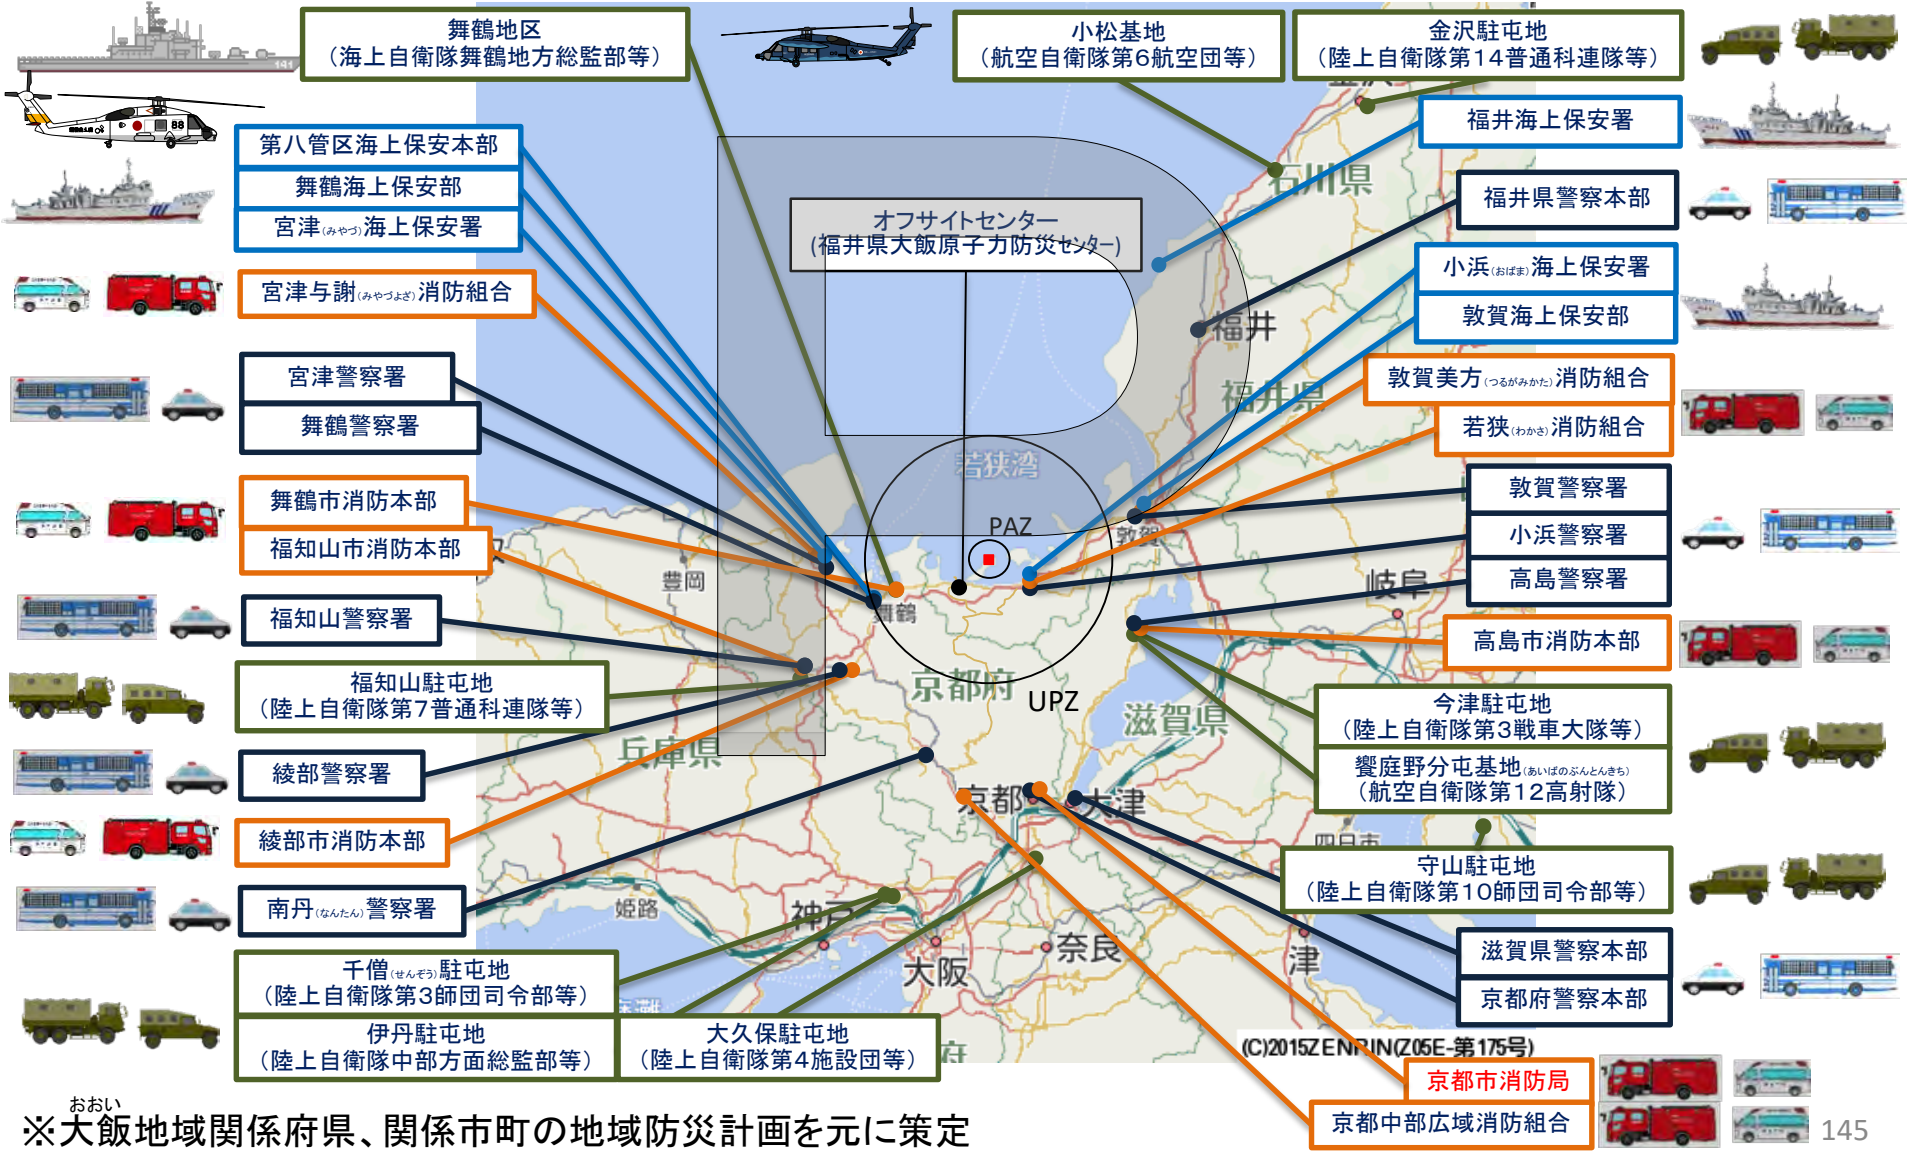 舞鶴地区
（海上自衛隊舞鶴地方総監部等）
小松基地
（航空自衛隊第６航空団等）
金沢駐屯地
（陸上自衛隊第１４普通科連隊等）
141
88
第八管区海上保安本部
舞鶴海上保安部
宮津（みやづ）海上保安署
宮津与謝（みやづよざ）消防組合
宮津警察署
舞鶴警察署
舞鶴市消防本部
福知山市消防本部
福知山警察署
福知山駐屯地
（陸上自衛隊第７普通科連隊等）
綾部警察署
綾部市消防本部
南丹（なんたん）警察署
千僧（せんぞう）駐屯地
（陸上自衛隊第３師団司令部等）
伊丹駐屯地
（陸上自衛隊中部方面総監部等）
大久保駐屯地
（陸上自衛隊第４施設団等）
オフサイトセンター
(福井県大飯原子力防災センター)
福井海上保安署
福井県警察本部
小浜（おばま）海上保安署
敦賀海上保安部
敦賀美方（つるがみかた）消防組合
若狭（わかさ）消防組合
敦賀警察署
小浜警察署
高島警察署
高島市消防本部
今津駐屯地
（陸上自衛隊第３戦車大隊等）
饗庭野分屯基地（あいばのぶんとんきち）
（航空自衛隊第１２高射隊）
守山駐屯地
（陸上自衛隊第１０師団司令部等）
滋賀県警察本部
京都府警察本部
京都市消防局
京都中部広域消防組合
石川県
福井
福井県
若狭湾
PAZ
敦賀
豊岡
舞鶴
岐阜
京都府
UPZ
滋賀県
兵庫県
京都
大津
四日市
姫路
神戸
大阪
奈良
津
府
(C)2015ZENRIN(Z05E-第175号)
おおい
※大飯地域関係府県、関係市町の地域防災計画を元に策定
145